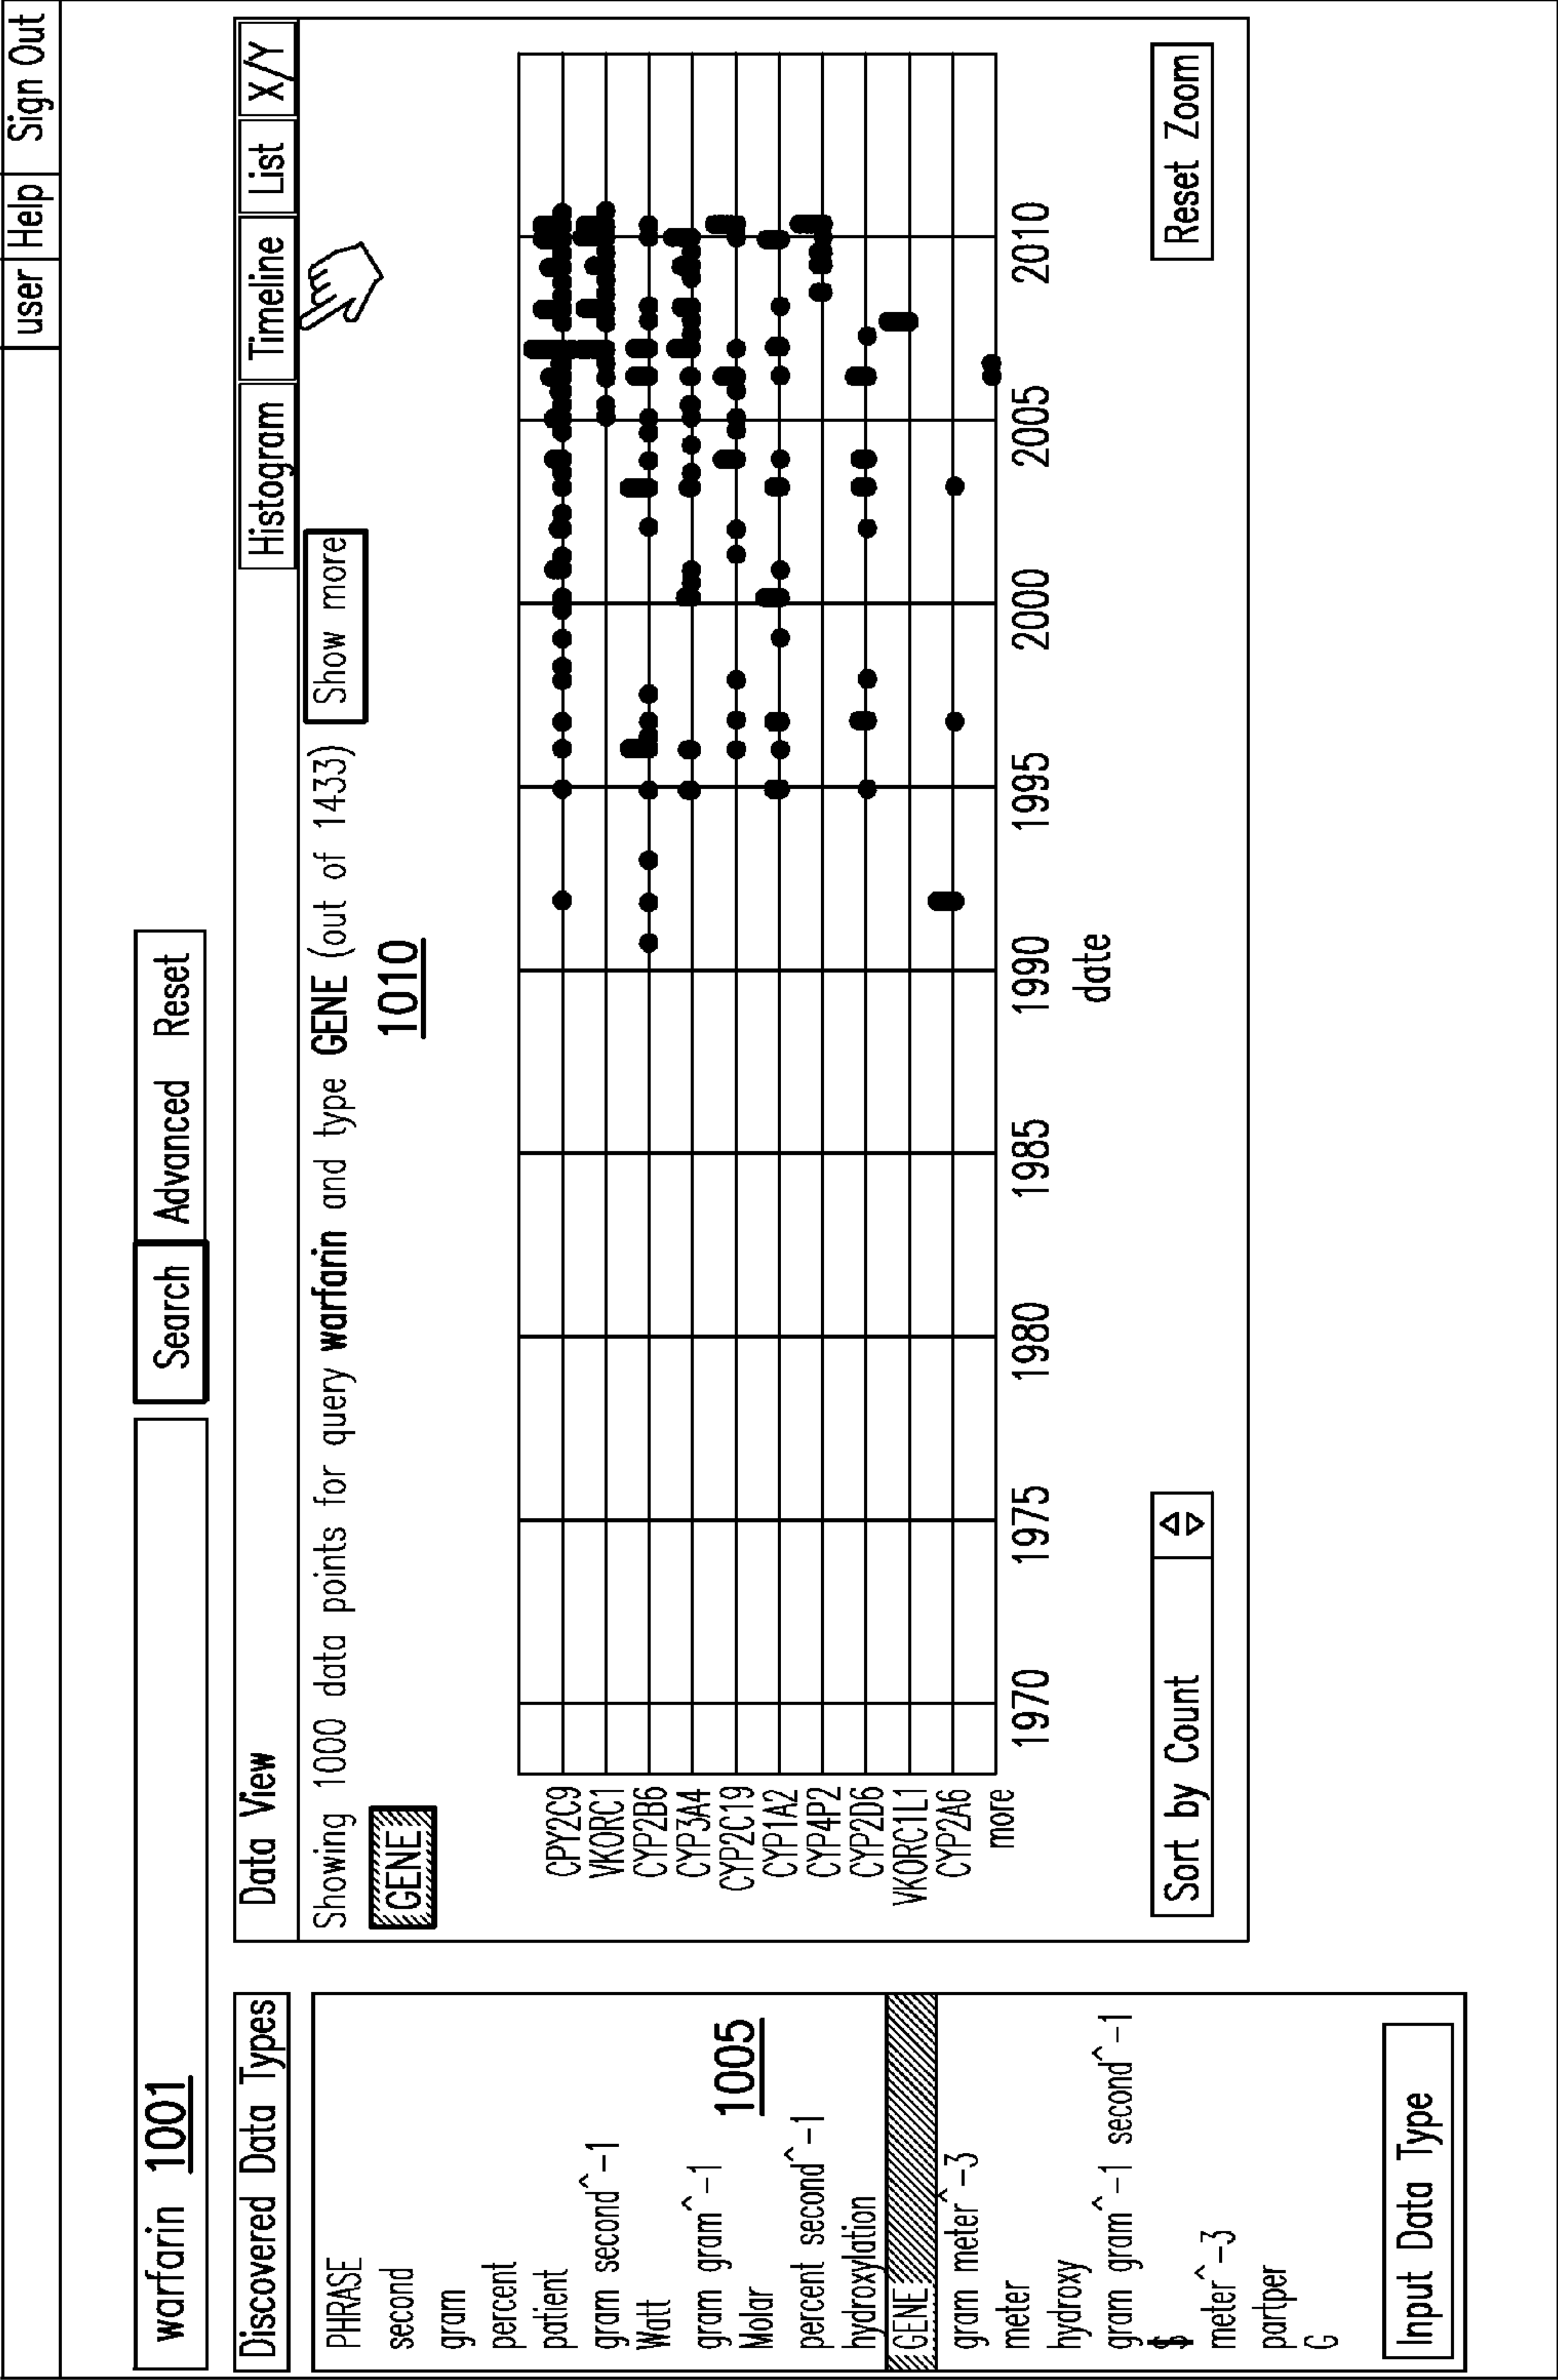 user Help Sign Out
warfarin 1001 Search Advanced Reset
Discovered Data Types
PHRASE
second
gram
percent
patient
gram second^-1
Watt
gram gram^-1
Molar
1005
percent second^-1
hydroxylation
GENE
gram meter^-3
meter
hydroxy
gram gram^-1 second^-1
$
meter^-3
partper
G
Input Data Type
Data View Histogram Timeline List X/Y
Showing 1000 data points for query warfarin and type GENE (out of 1433) Show more
GENE
1010
CPY2C9
VKORC1
CYP2B6
CYP3A4
CYP2C19
CYP1A2
CYP4P2
CYP2D6
VKORC1L1
CYP2A6
more
1970 1975 1980 1985 1990 1995 2000 2005 2010
date
Sort by Count Reset Zoom